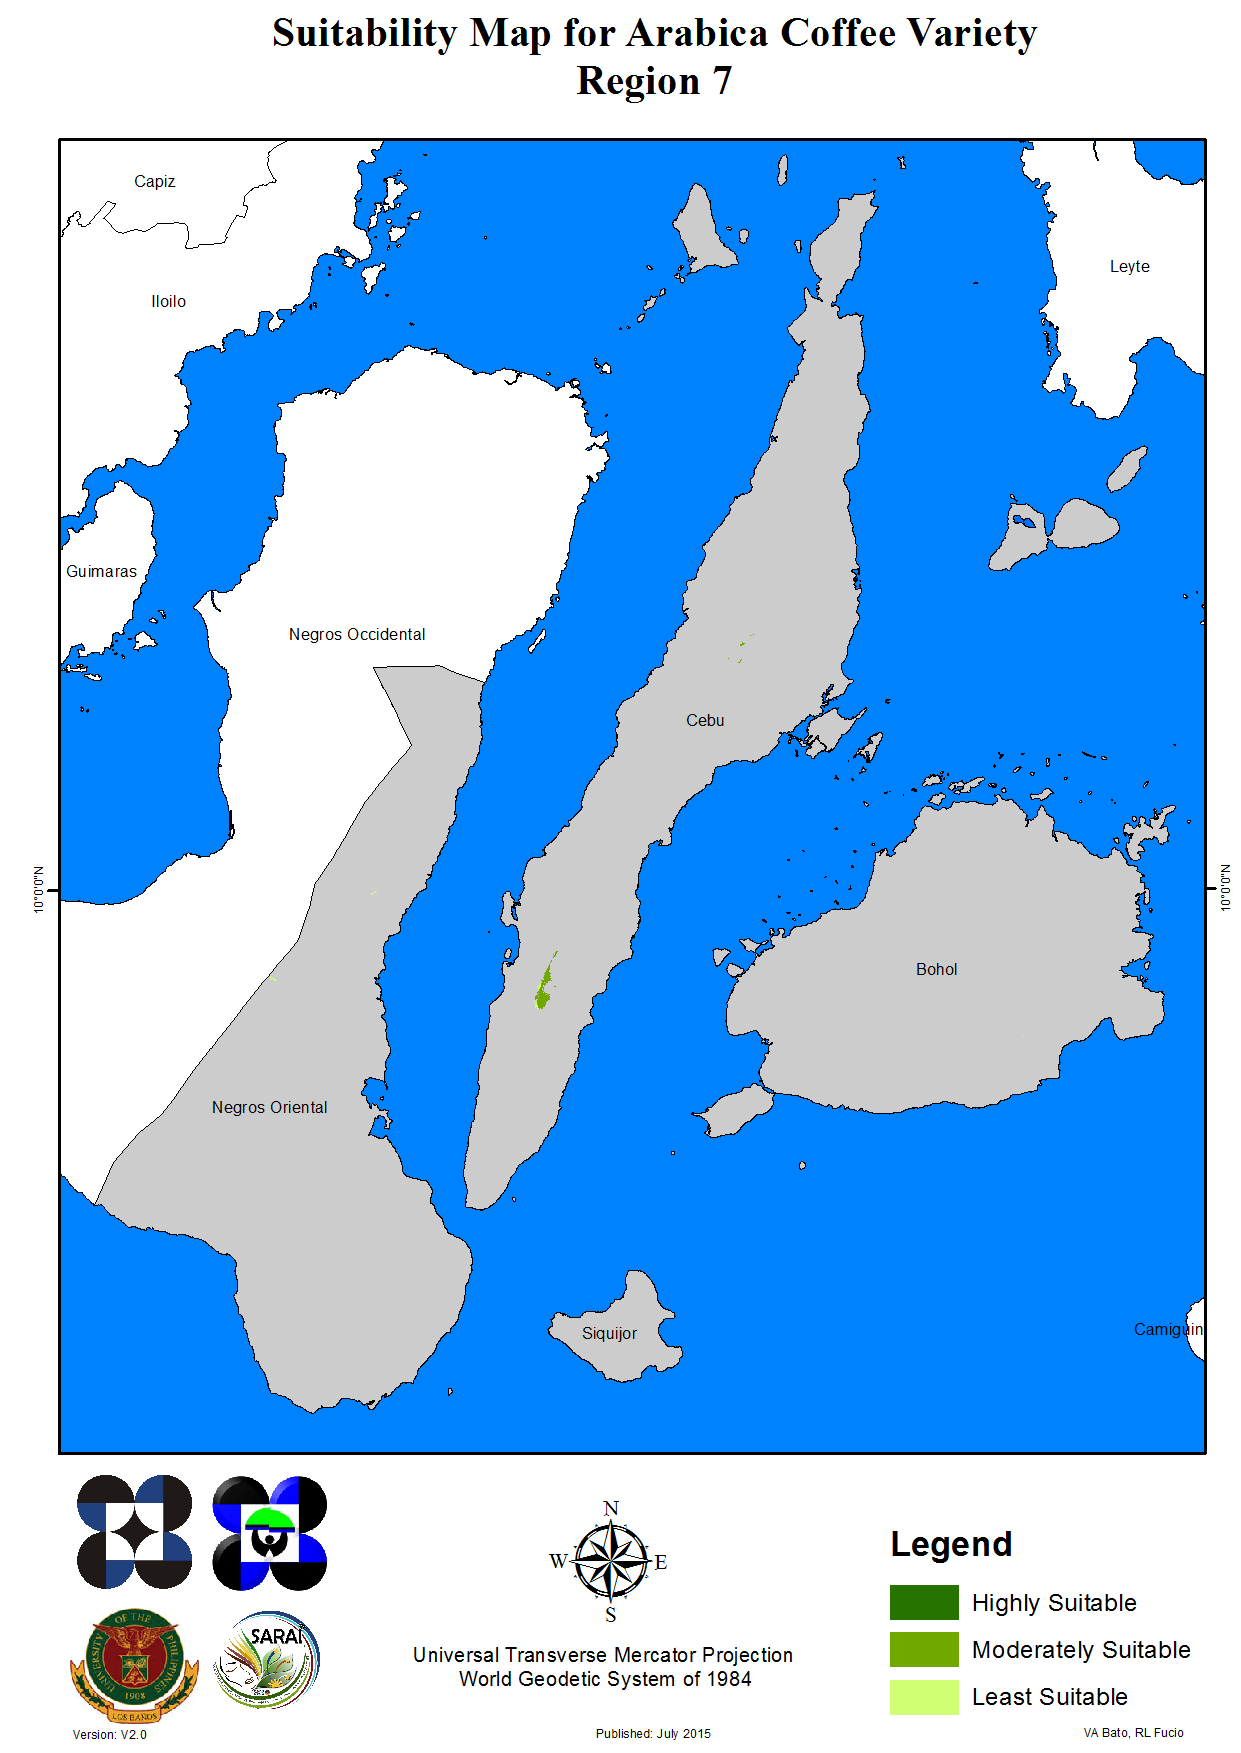 Suitability Map for Arabica Coffee Variety
Region 7
Capiz
Leyte
Iloilo
Guimaras
Negros Occidental
Cebu
10°0'0"N
10°0'0"N
Bohol
Negros Oriental
Siquijor
Camiguin
N
W
E
S
Universal Transverse Mercator Projection
World Geodetic System of 1984
Legend
Highly Suitable
Moderately Suitable
Least Suitable
UNIVERSITY OF THE PHILIPPINES
1908
LOS BAÑOS
SARAI
Version: V2.0
Published: July 2015
VA Bato, RL Fucio